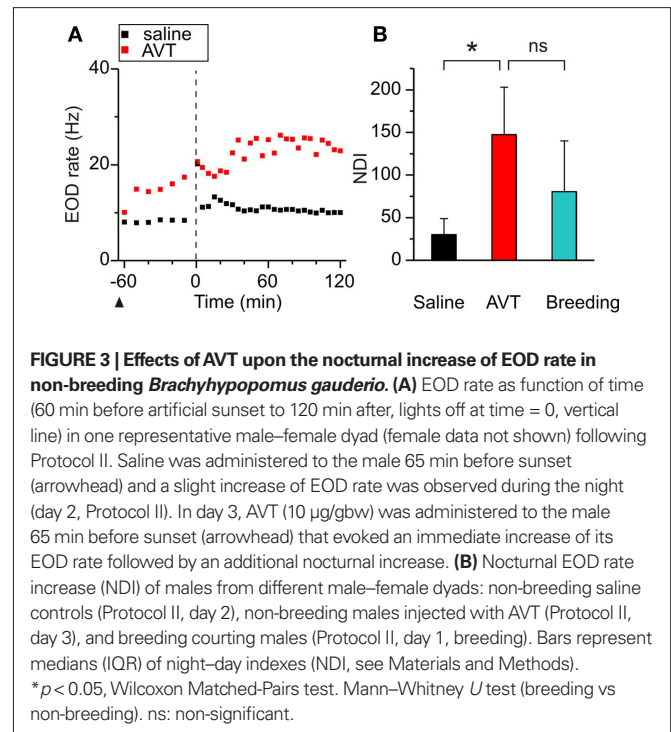 A
saline
AVT
40
20
0
EOD rate (Hz)
-60 0 60 120
Time (min)
▲
B
* ns
200
150
100
50
0
NDI
Saline AVT Breeding
FIGURE 3 | Effects of AVT upon the nocturnal increase of EOD rate in
non-breeding Brachyhypopomus gauderio. (A) EOD rate as function of time
(60 min before artificial sunset to 120 min after, lights off at time = 0, vertical
line) in one representative male–female dyad (female data not shown) following
Protocol II. Saline was administered to the male 65 min before sunset
(arrowhead) and a slight increase of EOD rate was observed during the night
(day 2, Protocol II). In day 3, AVT (10 μg/gbw) was administered to the male
65 min before sunset (arrowhead) that evoked an immediate increase of its
EOD rate followed by an additional nocturnal increase. (B) Nocturnal EOD rate
increase (NDI) of males from different male–female dyads: non-breeding saline
controls (Protocol II, day 2), non-breeding males injected with AVT (Protocol II,
day 3), and breeding courting males (Protocol II, day 1, breeding). Bars represent
medians (IQR) of night–day indexes (NDI, see Materials and Methods).
*p < 0.05, Wilcoxon Matched-Pairs test. Mann–Whitney U test (breeding vs
non-breeding). ns: non-significant.